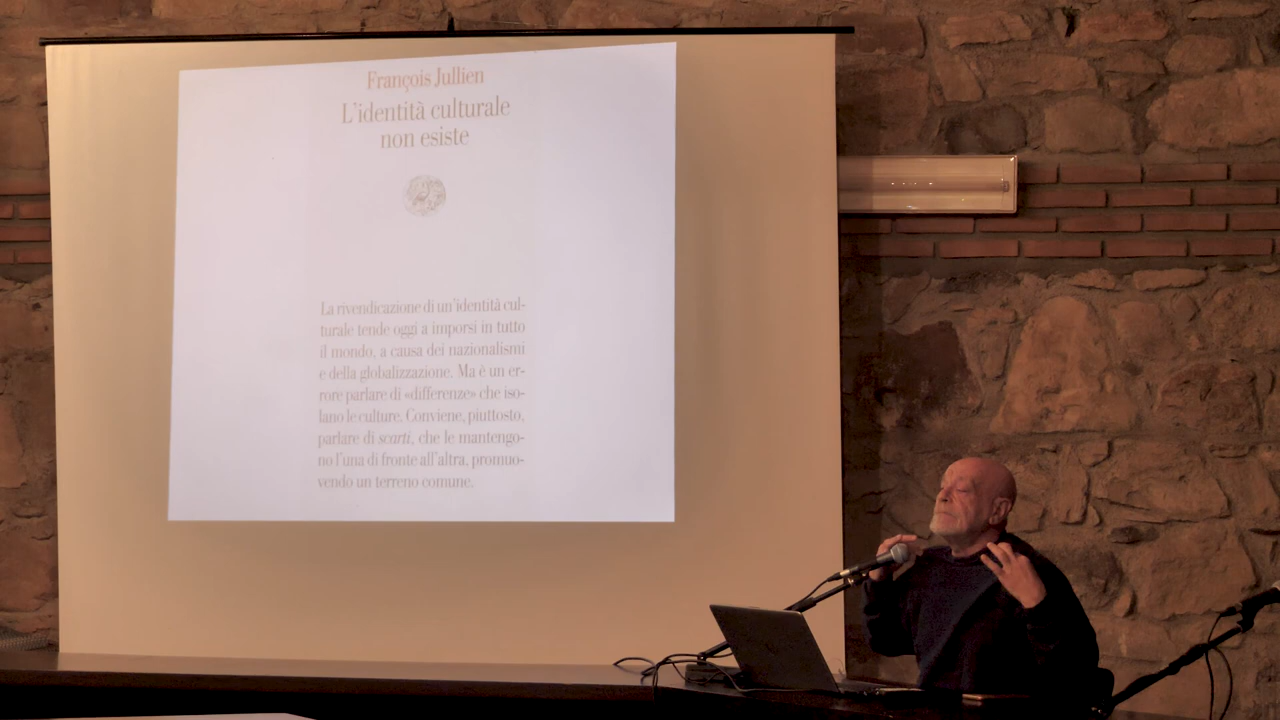 François Jullien
L'identità culturale
non esiste
La rivendicazione di un'identità cul-
turale tende oggi a imporsi in tutto
il mondo, a causa dei nazionalismi
e della globalizzazione. Ma è un er-
rore parlare di «differenze» che iso-
lano le culture. Conviene, piuttosto,
parlare di scarti, che le mantengo-
no l'una di fronte all'altra, promuo-
vendo un terreno comune.